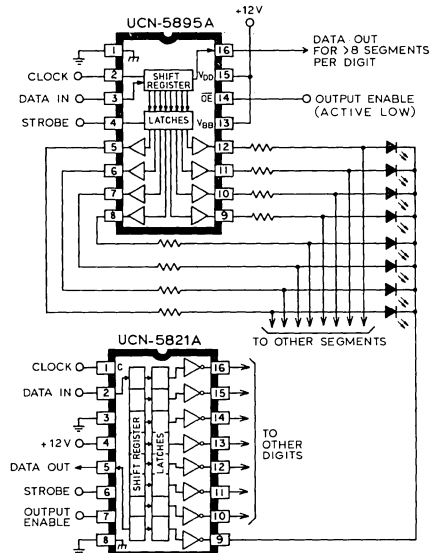 UCN-5895A
+12V
1
16
DATA OUT
FOR >8 SEGMENTS
PER DIGIT
CLOCK
2
SHIFT
REGISTER
VDD
15
DATA IN
3
OE
14
OUTPUT ENABLE
(ACTIVE LOW)
STROBE
4
LATCHES
VBB
13
5
12
6
11
7
10
8
9
TO OTHER SEGMENTS
UCN-5821A
CLOCK
1
C
16
DATA IN
2
15
3
14
+12V
4
SHIFT REGISTER
LATCHES
13
TO
OTHER
DIGITS
DATA OUT
5
12
STROBE
6
11
OUTPUT
ENABLE
7
10
8
9